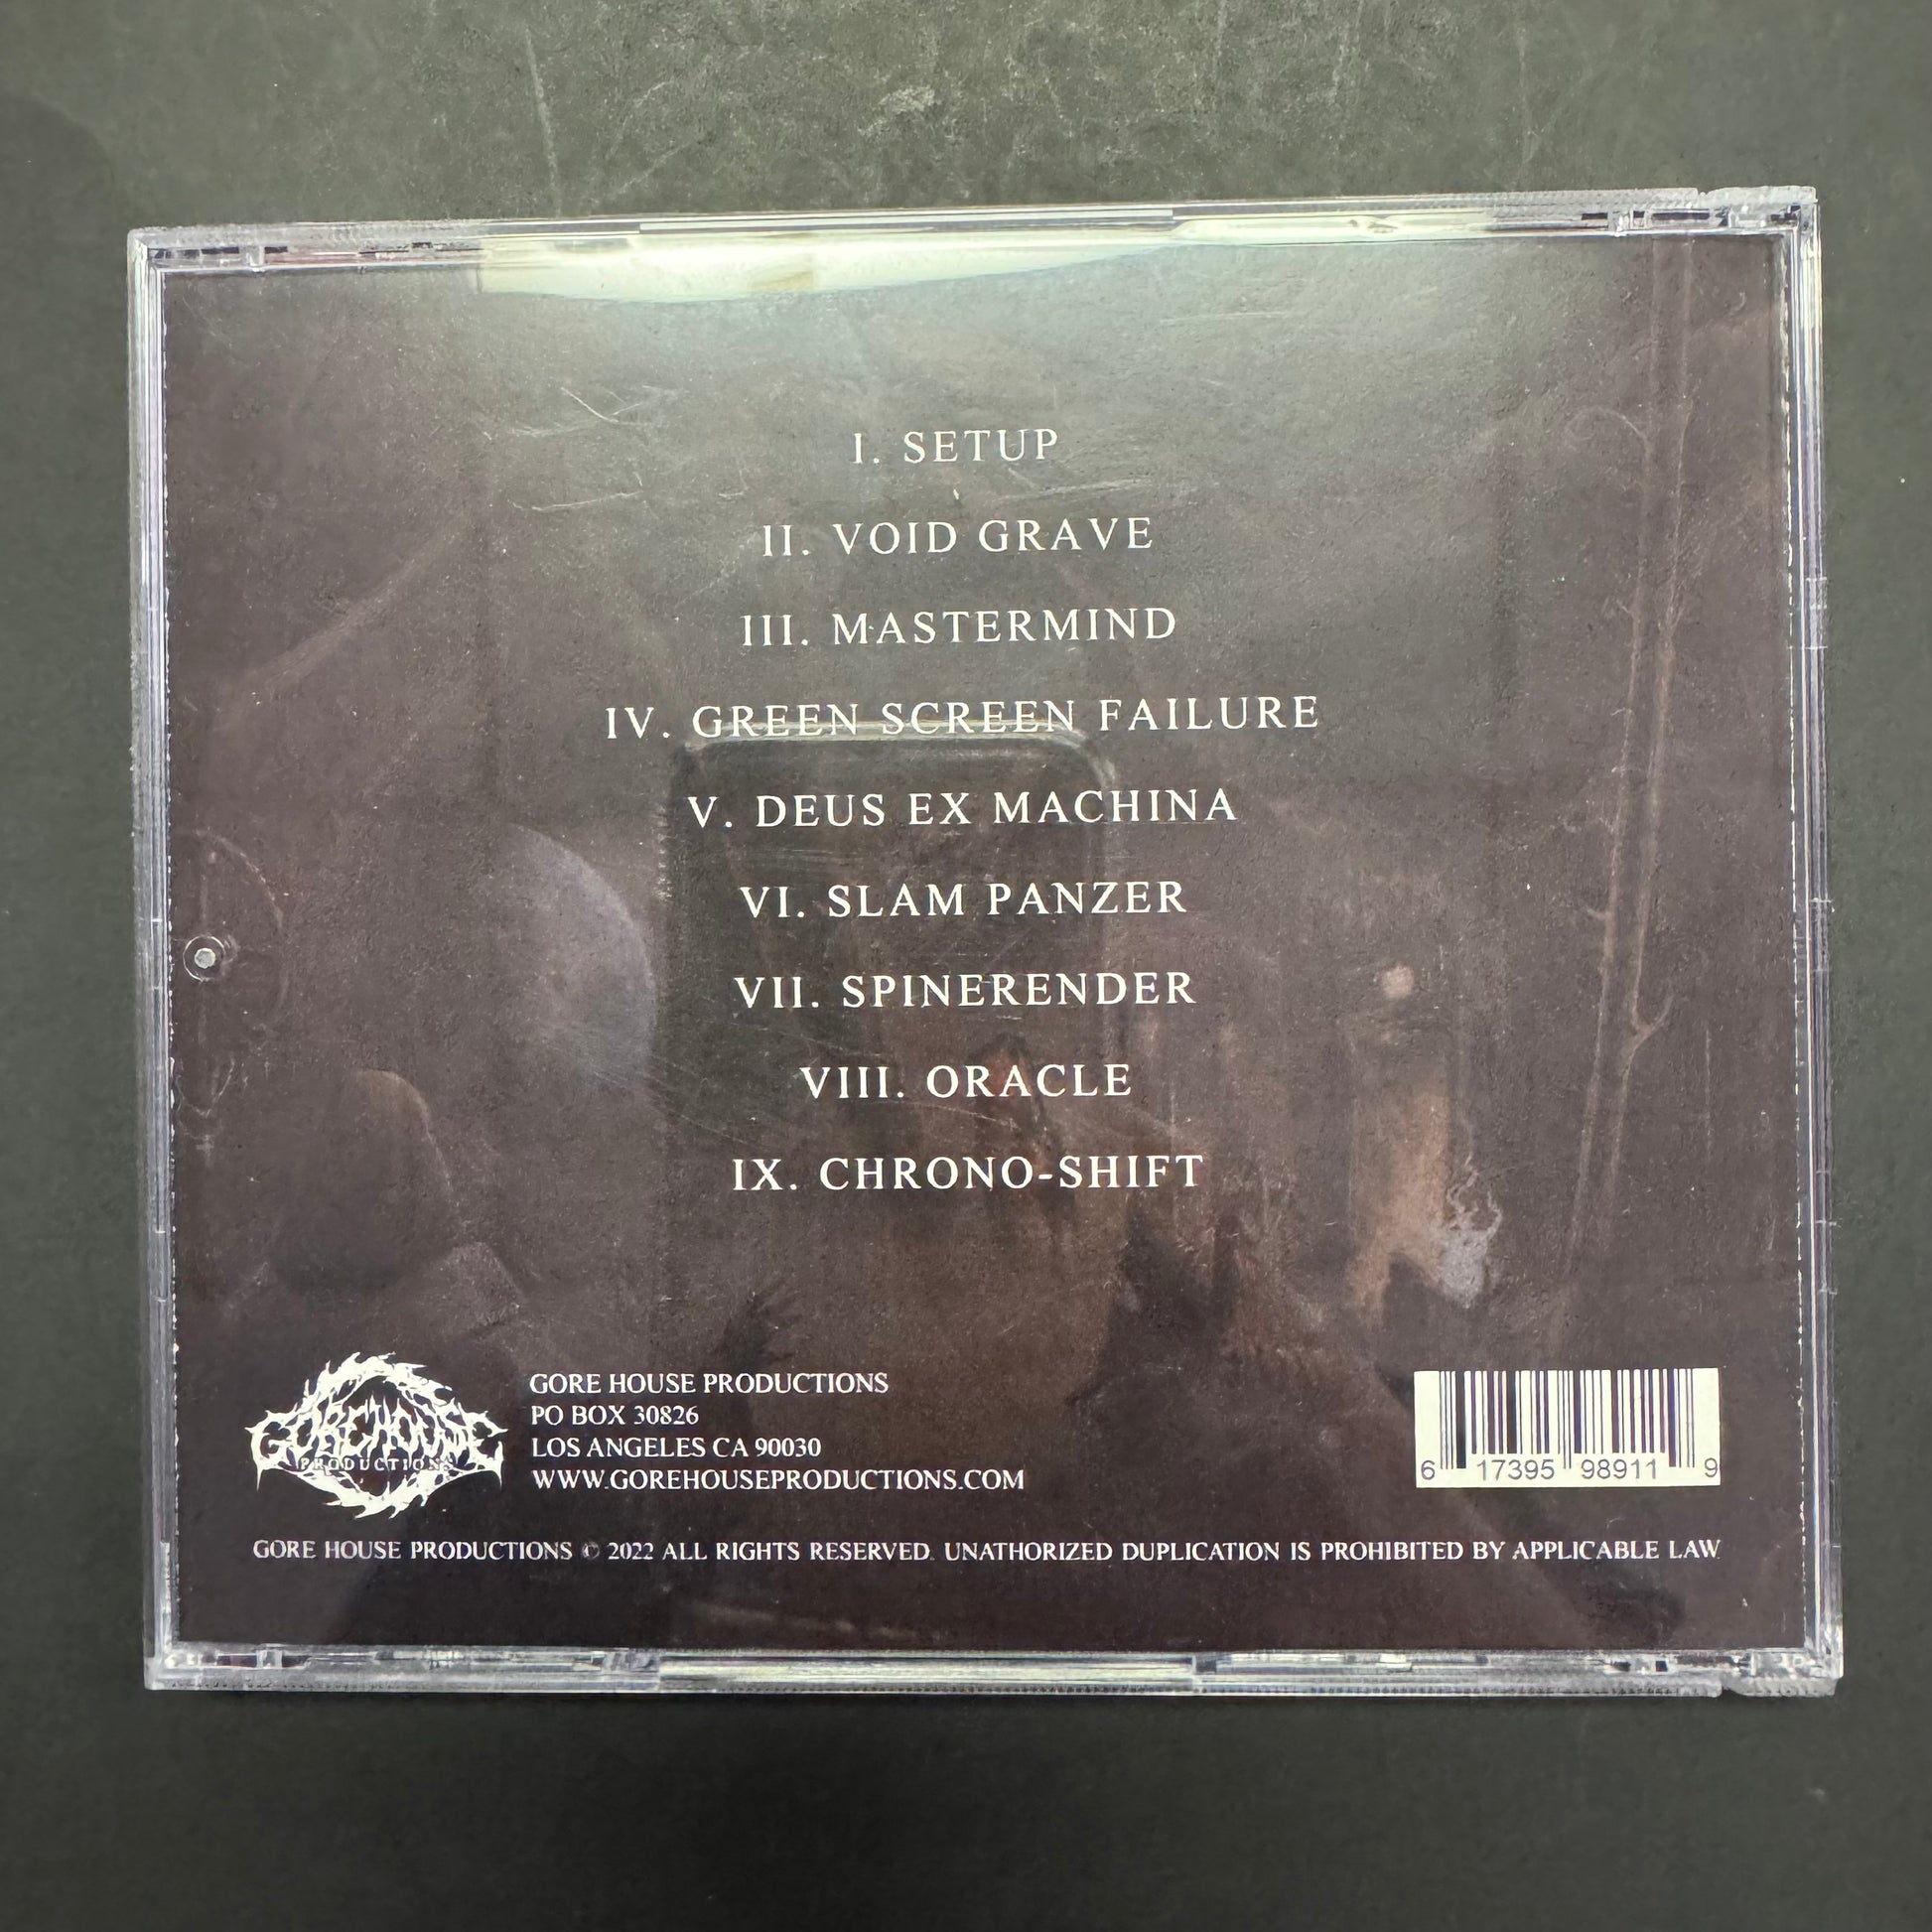 I. SETUP
II. VOID GRAVE
III. MASTERMIND
IV. GREEN SCREEN FAILURE
V. DEUS EX MACHINA
VI. SLAM PANZER
VII. SPINERENDER
VIII. ORACLE
IX. CHRONO-SHIFT
GOREHOUSE
PRODUCTIONS
GORE HOUSE PRODUCTIONS
PO BOX 30826
LOS ANGELES CA 90030
WWW.GOREHOUSEPRODUCTIONS.COM
6 17395 98911 9
GORE HOUSE PRODUCTIONS © 2022 ALL RIGHTS RESERVED. UNATHORIZED DUPLICATION IS PROHIBITED BY APPLICABLE LAW